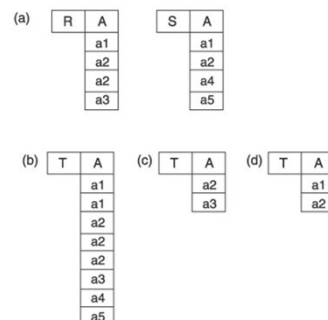 (a) R A S A
a1 a1
a2 a2
a2 a4
a3 a5
(b) T A (c) T A (d) T A
a1 a2 a1
a1 a3 a2
a2
a2
a2
a3
a4
a5